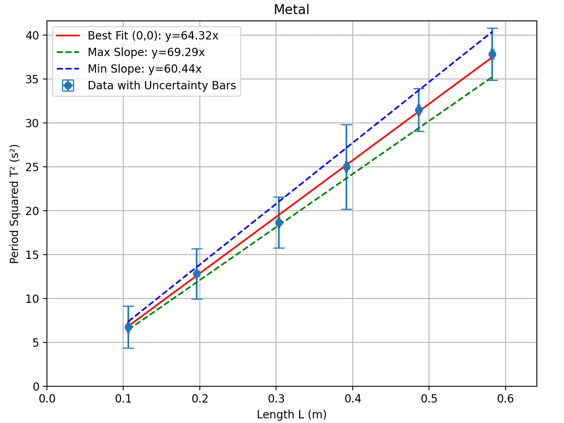 Metal
Best Fit (0,0): y=64.32x
Max Slope: y=69.29x
Min Slope: y=60.44x
Data with Uncertainty Bars
Period Squared T² (s²)
40
35
30
25
20
15
10
5
0
0.0 0.1 0.2 0.3 0.4 0.5 0.6
Length L (m)